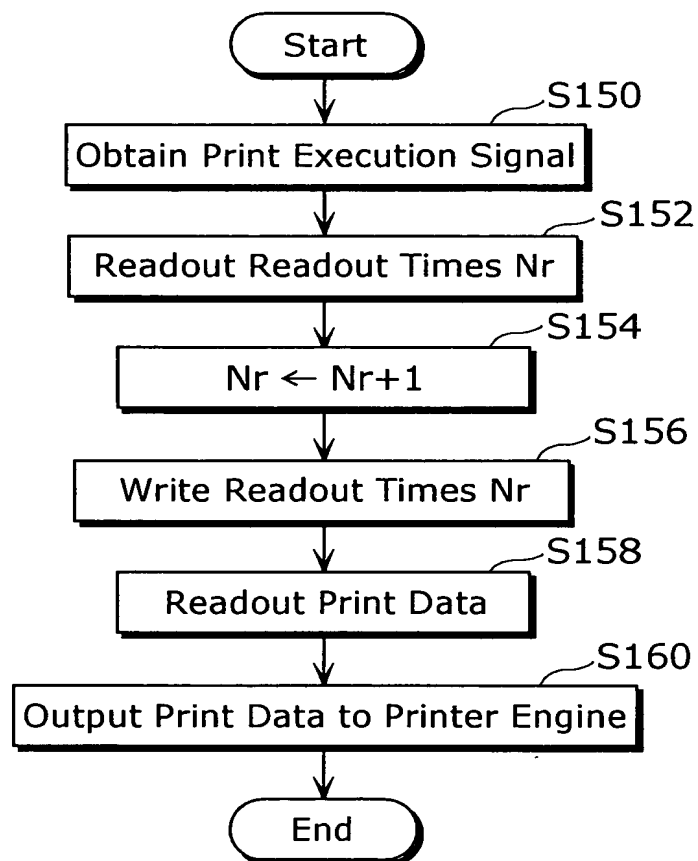 Start
S150
Obtain Print Execution Signal
S152
Readout Readout Times Nr
S154
Nr ← Nr+1
S156
Write Readout Times Nr
S158
Readout Print Data
S160
Output Print Data to Printer Engine
End